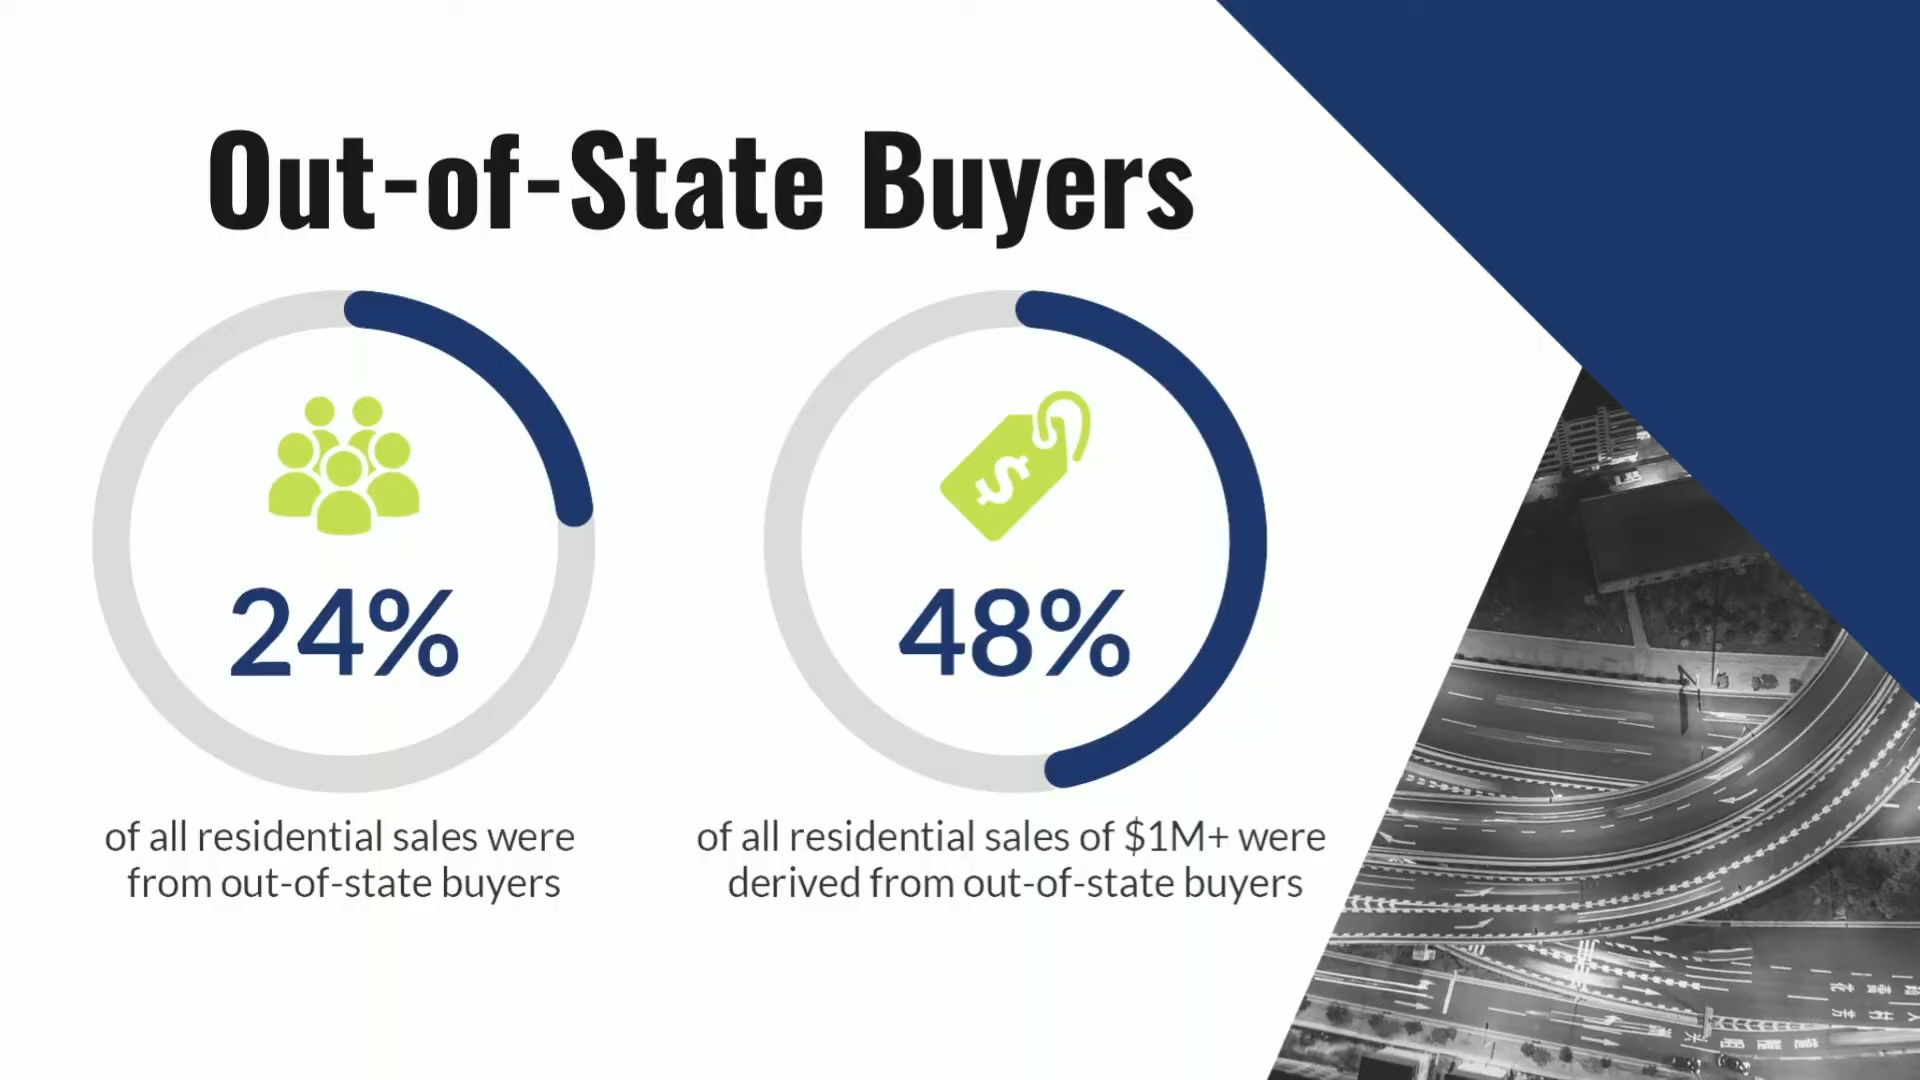 Out-of-State Buyers
24%
of all residential sales were
from out-of-state buyers
$
48%
of all residential sales of $1M+ were
derived from out-of-state buyers